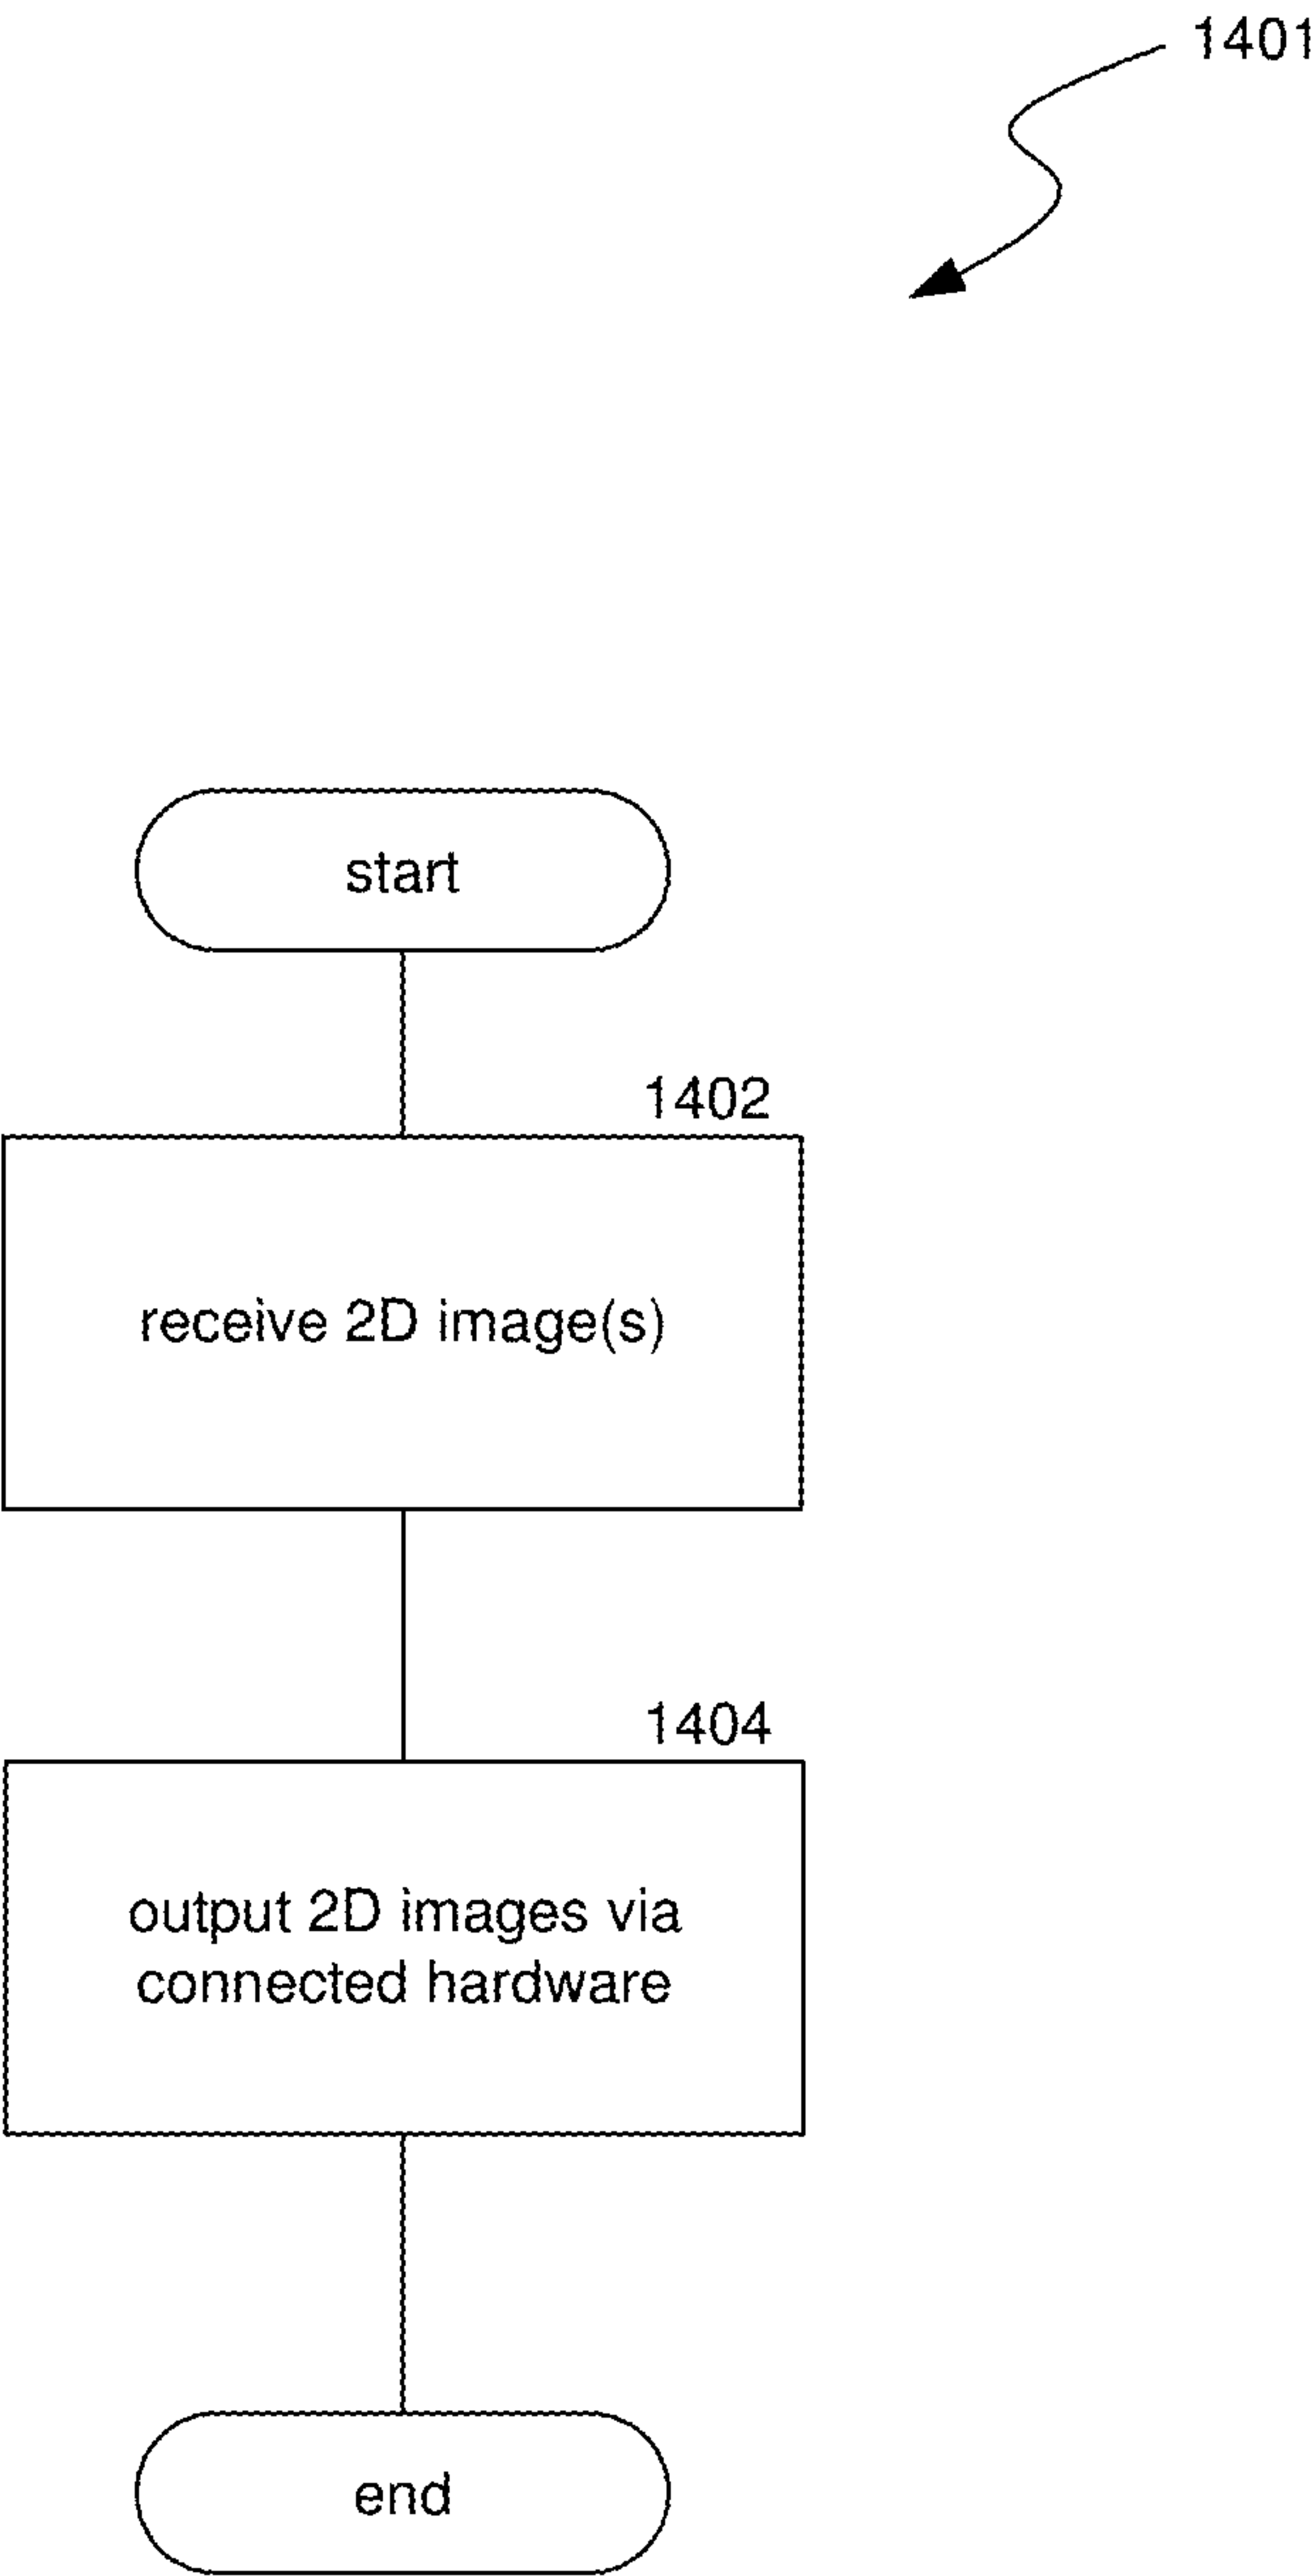 1401
start
1402
receive 2D image(s)
1404
output 2D images via
connected hardware
end